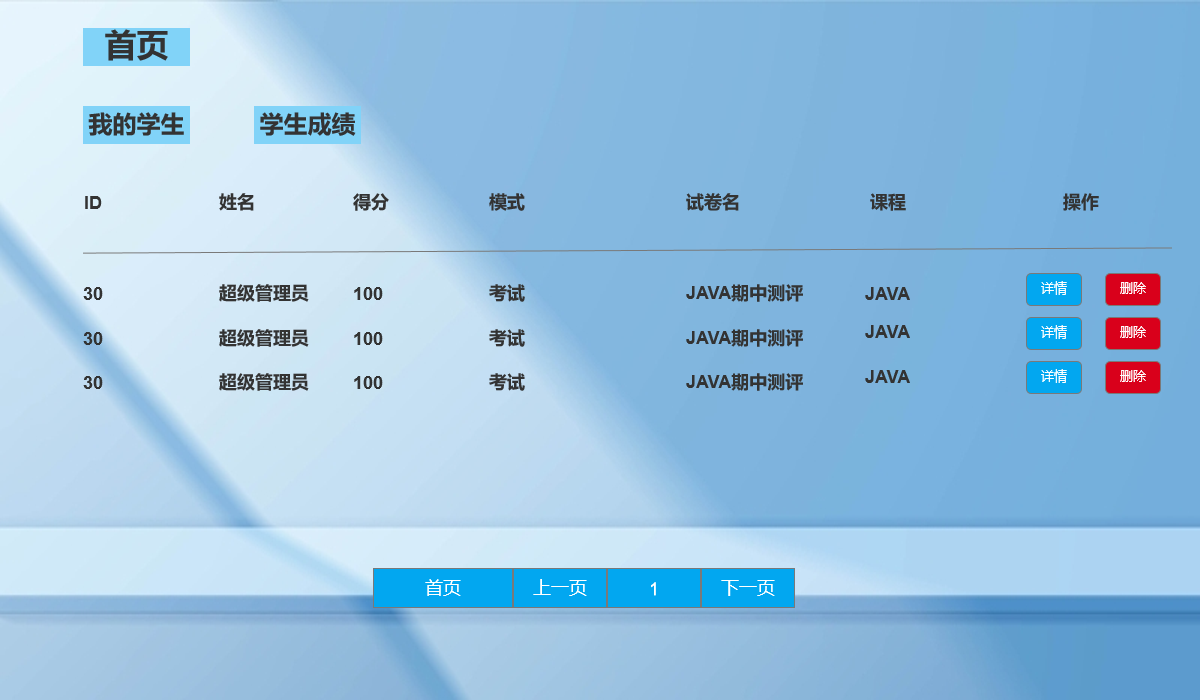 首页
我的学生 学生成绩
ID 姓名 得分 模式 试卷名 课程 操作
30 超级管理员 100 考试 JAVA期中测评 JAVA 详情 删除
30 超级管理员 100 考试 JAVA期中测评 JAVA 详情 删除
30 超级管理员 100 考试 JAVA期中测评 JAVA 详情 删除
首页 上一页 1 下一页